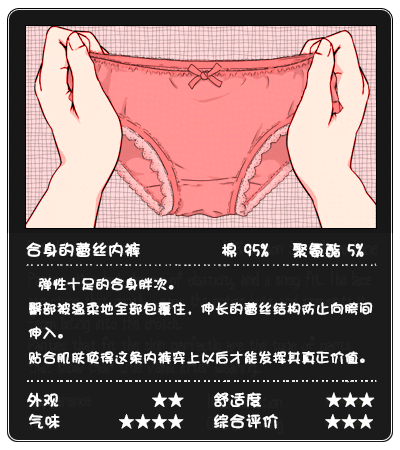 合身的蕾丝内裤 棉 95% 聚氨酯 5%
弹性十足的合身胖次。
臀部被温柔地全部包覆住，伸长的蕾丝结构防止向胯间
伸入。
贴合肌肤使得这条内裤穿上以后才能发挥其真正价值。
外观 ★★ 舒适度 ★★★
气味 ★★★★ 综合评价 ★★★